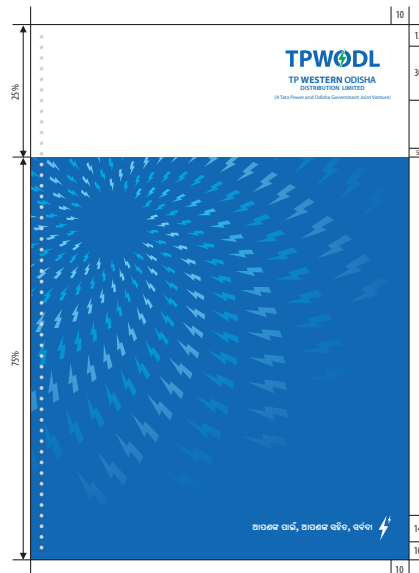 10
25%
TPWODL
TP WESTERN ODISHA
DISTRIBUTION LIMITED
(A Tata Power and Odisha Government Joint Venture)
75%
ଆପଣଙ୍କ ପାଇଁ, ଆପଣଙ୍କ ସହିତ, ସର୍ବଦା
10